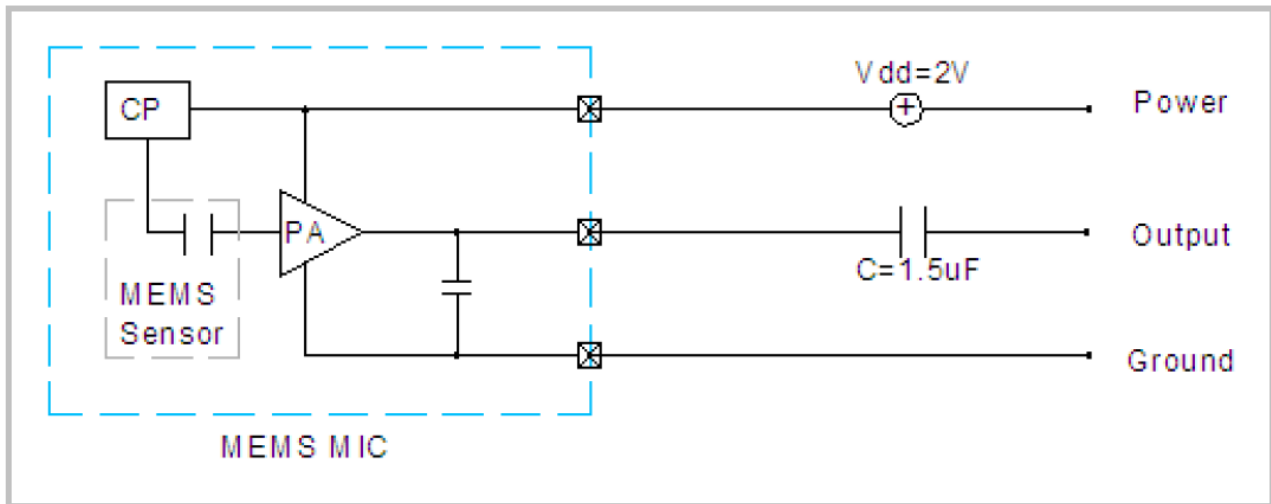 Vdd=2V
Power
CP
PA
Output
C=1.5uF
MEMS
Sensor
Ground
MEMS MIC